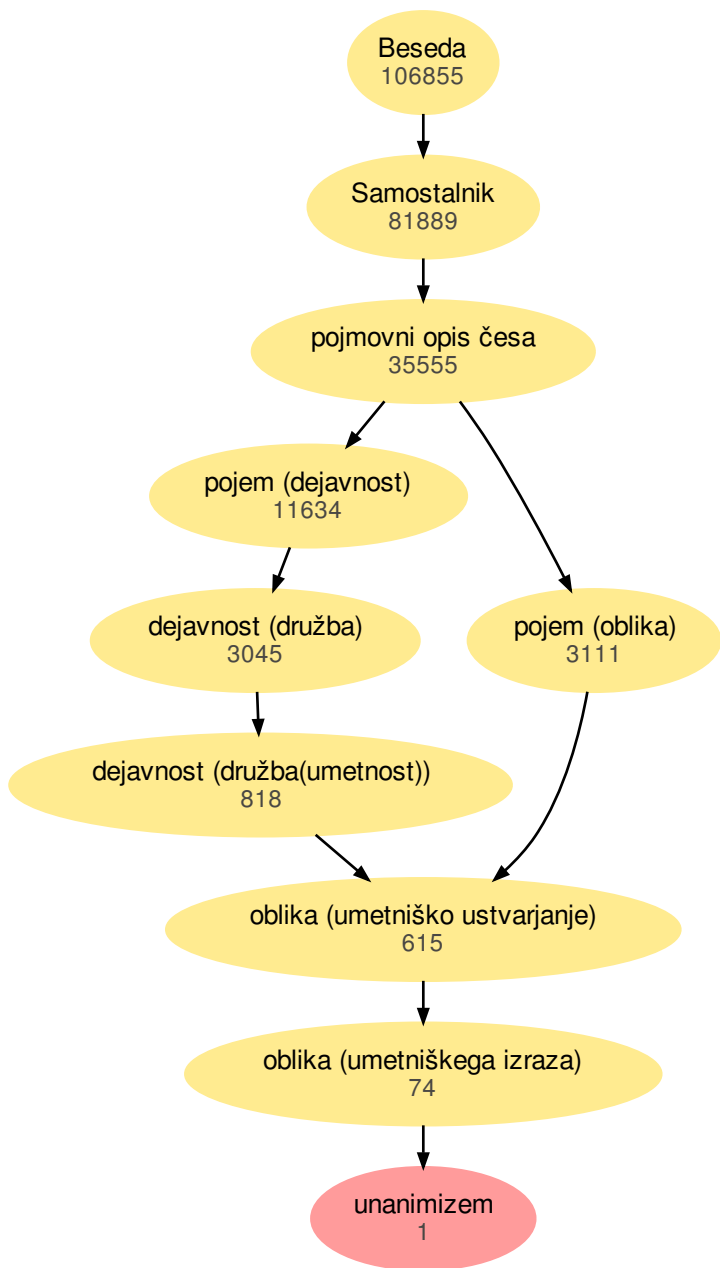 Beseda
106855
Samostalnik
81889
pojmovni opis česa
35555
pojem (dejavnost)
11634
dejavnost (družba)
3045
pojem (oblika)
3111
dejavnost (družba(umetnost))
818
oblika (umetniško ustvarjanje)
615
oblika (umetniškega izraza)
74
unanimizem
1